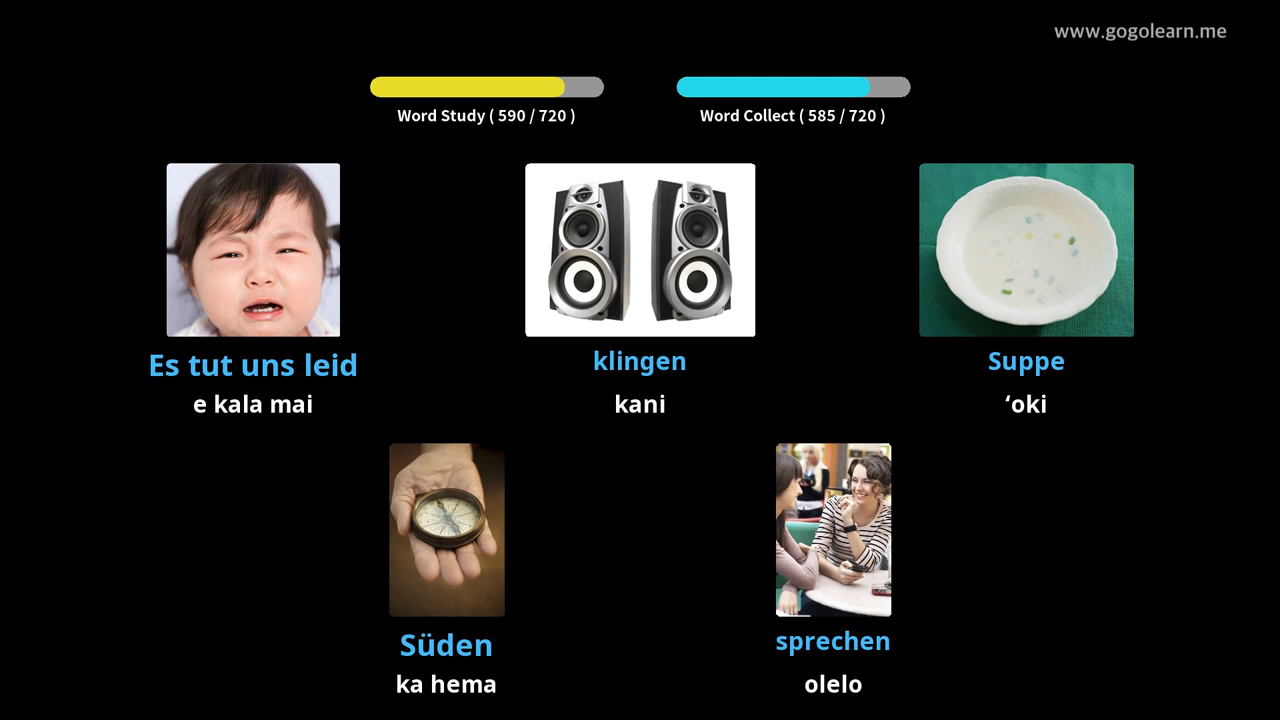 www.gogolearn.me
Word Study ( 590 / 720 )
Word Collect ( 585 / 720 )
Es tut uns leid
klingen
Suppe
e kala mai
kani
ʻoki
Süden
sprechen
ka hema
olelo